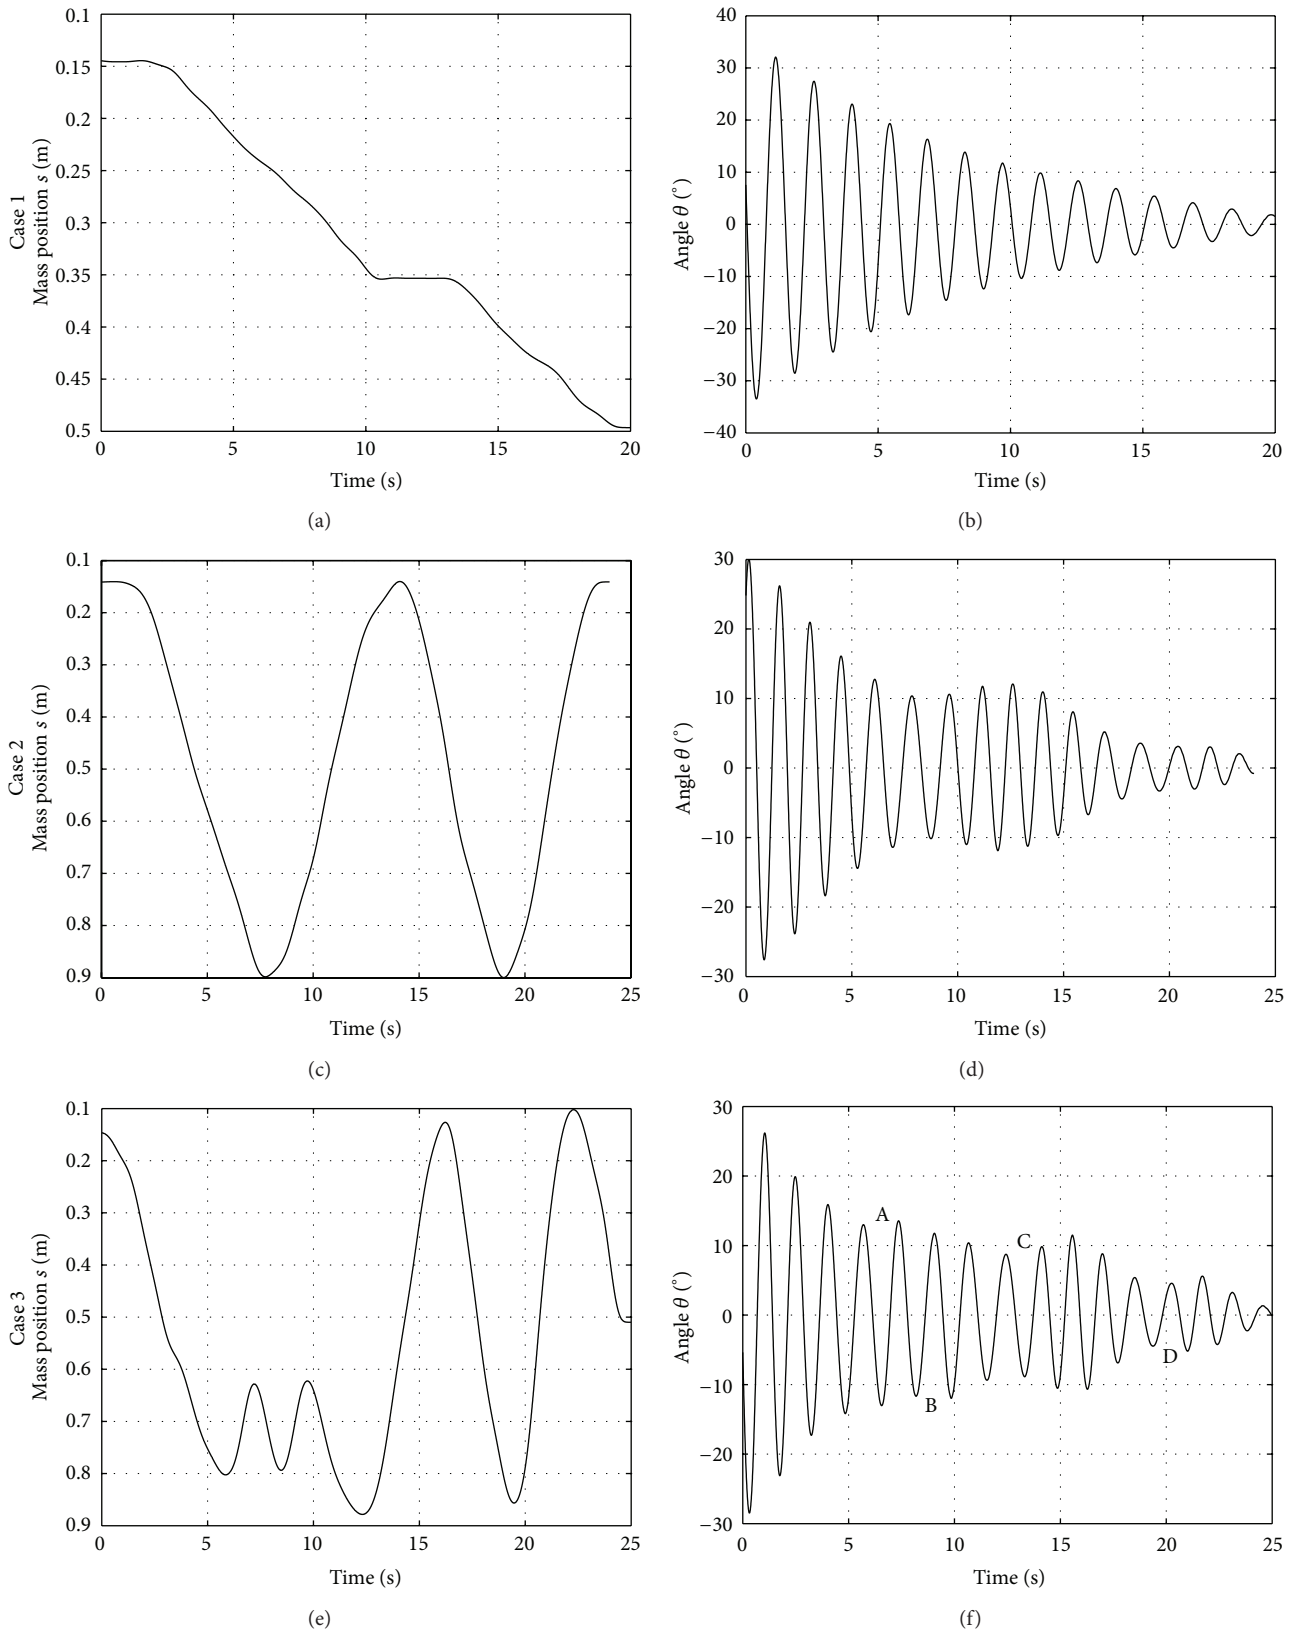 Case 1
Mass position s (m)
0.1
0.15
0.2
0.25
0.3
0.35
0.4
0.45
0.5
0 5 10 15 20
Time (s)
(a)
Angle θ (°)
40
30
20
10
0
−10
−20
−30
−40
0 5 10 15 20
Time (s)
(b)
Case 2
Mass position s (m)
0.1
0.2
0.3
0.4
0.5
0.6
0.7
0.8
0.9
0 5 10 15 20 25
Time (s)
(c)
Angle θ (°)
30
20
10
0
−10
−20
−30
0 5 10 15 20 25
Time (s)
(d)
Case 3
Mass position s (m)
0.1
0.2
0.3
0.4
0.5
0.6
0.7
0.8
0.9
0 5 10 15 20 25
Time (s)
(e)
Angle θ (°)
30
20
10
0
−10
−20
−30
A
B
C
D
0 5 10 15 20 25
Time (s)
(f)